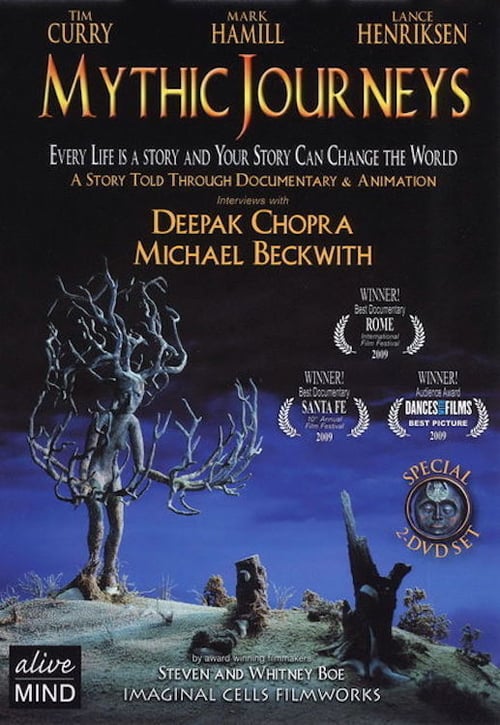 TIM CURRY
MARK HAMILL
LANCE HENRIKSEN
MYTHIC JOURNEYS
EVERY LIFE IS A STORY AND YOUR STORY CAN CHANGE THE WORLD
A STORY TOLD THROUGH DOCUMENTARY & ANIMATION
Interviews with
DEEPAK CHOPRA
MICHAEL BECKWITH
WINNER!
Best Documentary
ROME
International
Film Festival
2009
WINNER!
Best Documentary
SANTA FE
10th Annual
Film Festival
2009
WINNER!
Audience Award
DANCES WITH FILMS
BEST PICTURE
2009
SPECIAL
2-DVD SET
alive
MIND
by award winning filmmakers
STEVEN AND WHITNEY BOE
IMAGINAL CELLS FILMWORKS